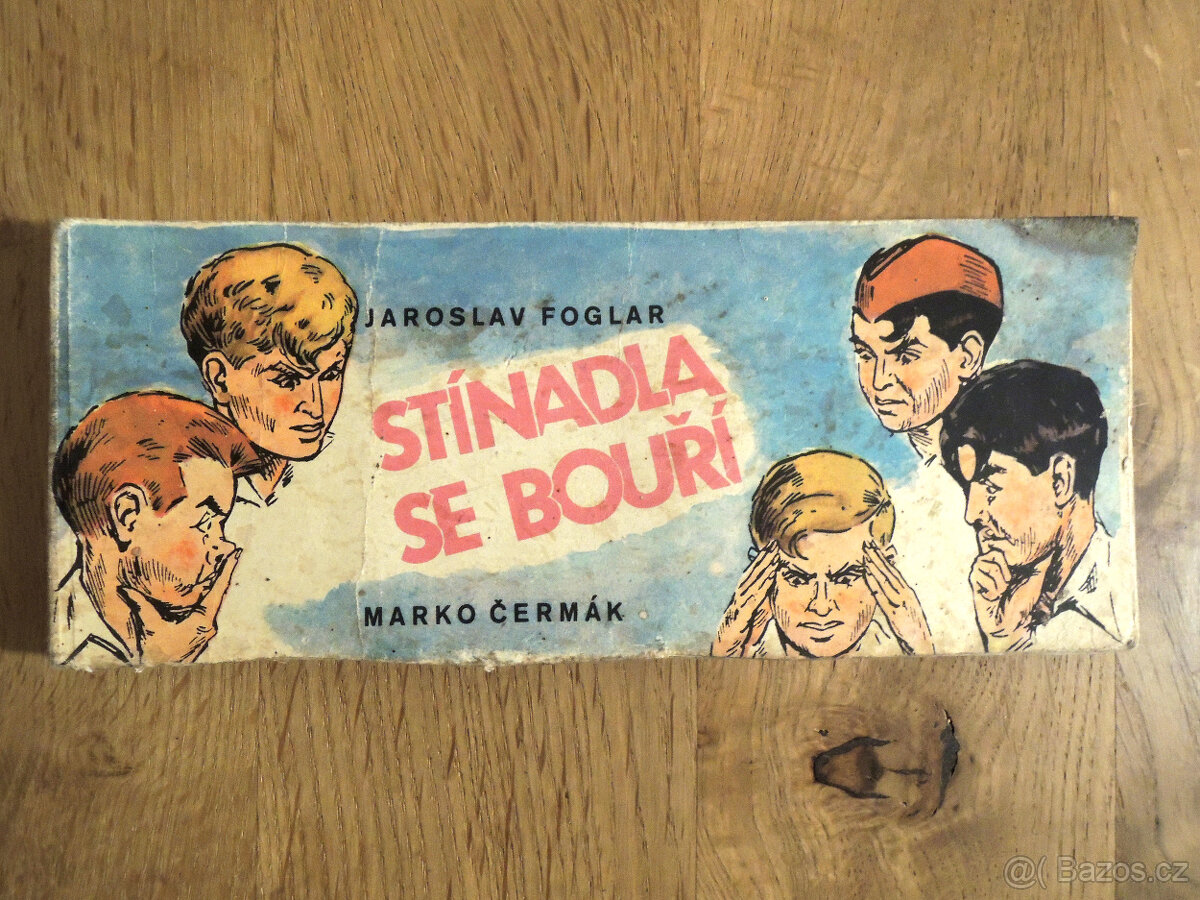 JAROSLAV FOGLAR
STÍNADLA
SE BOUŘÍ
MARKO ČERMÁK
@( Bazos.cz